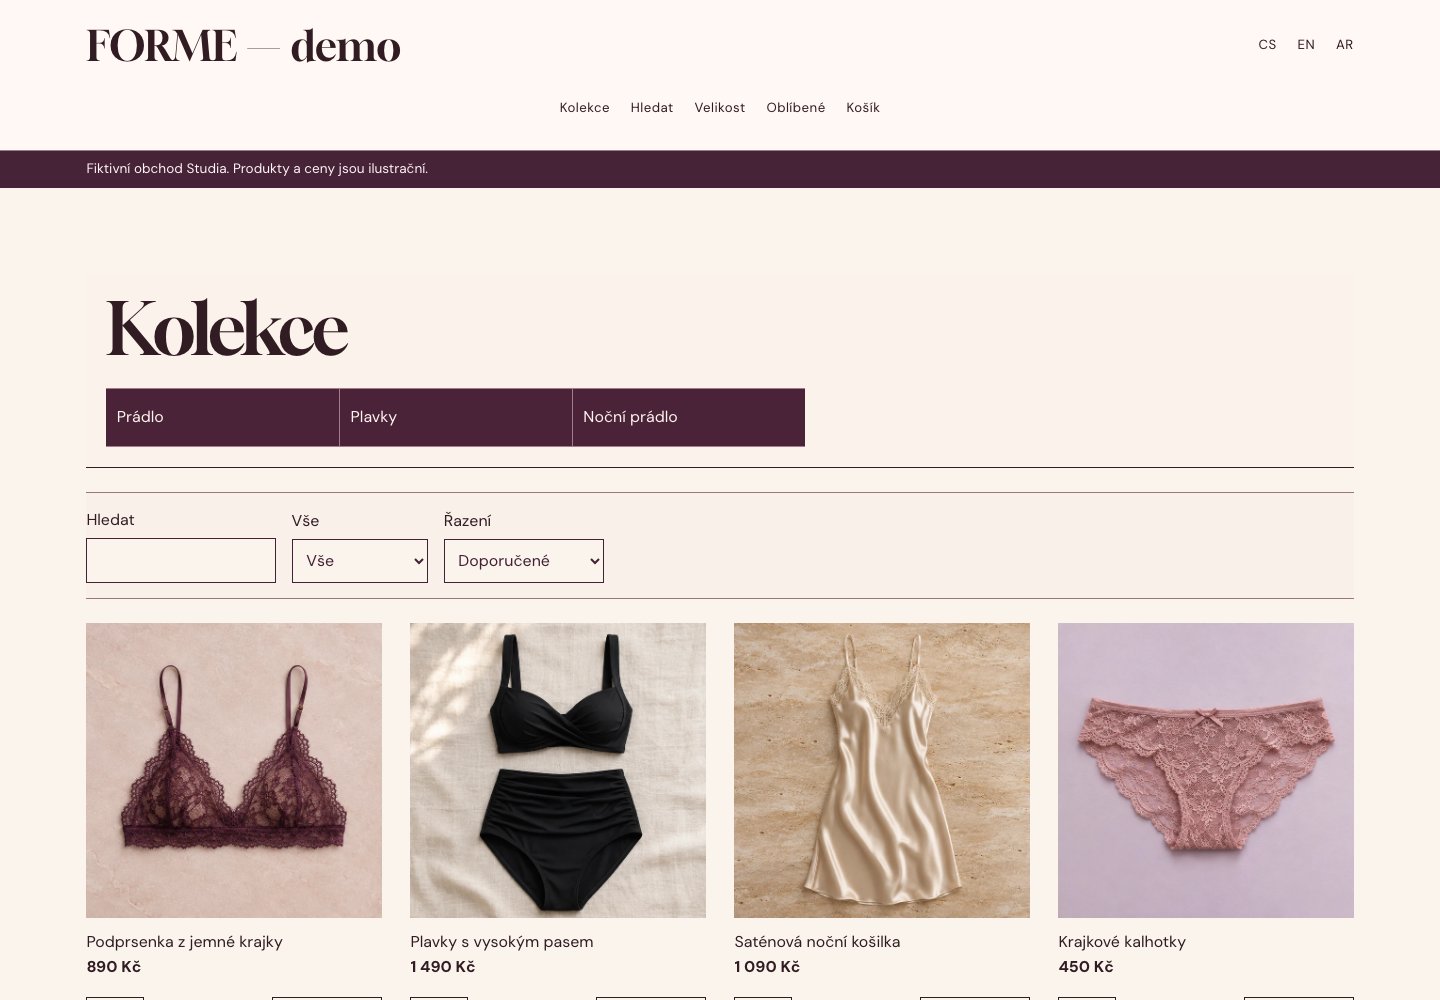 FORME — demo
CS EN AR
Kolekce Hledat Velikost Oblíbené Košík
Fiktivní obchod Studia. Produkty a ceny jsou ilustrační.
Kolekce
Prádlo Plavky Noční prádlo
Hledat Vše Řazení
Vše Doporučené
Podprsenka z jemné krajky
890 Kč
Plavky s vysokým pasem
1 490 Kč
Saténová noční košilka
1 090 Kč
Krajkové kalhotky
450 Kč